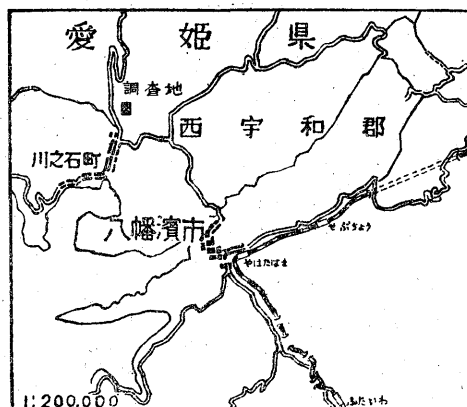 愛姫県
調査地
西宇和郡
川之石町
八幡濱市
やはたはま
ふたいわ
1:200,000